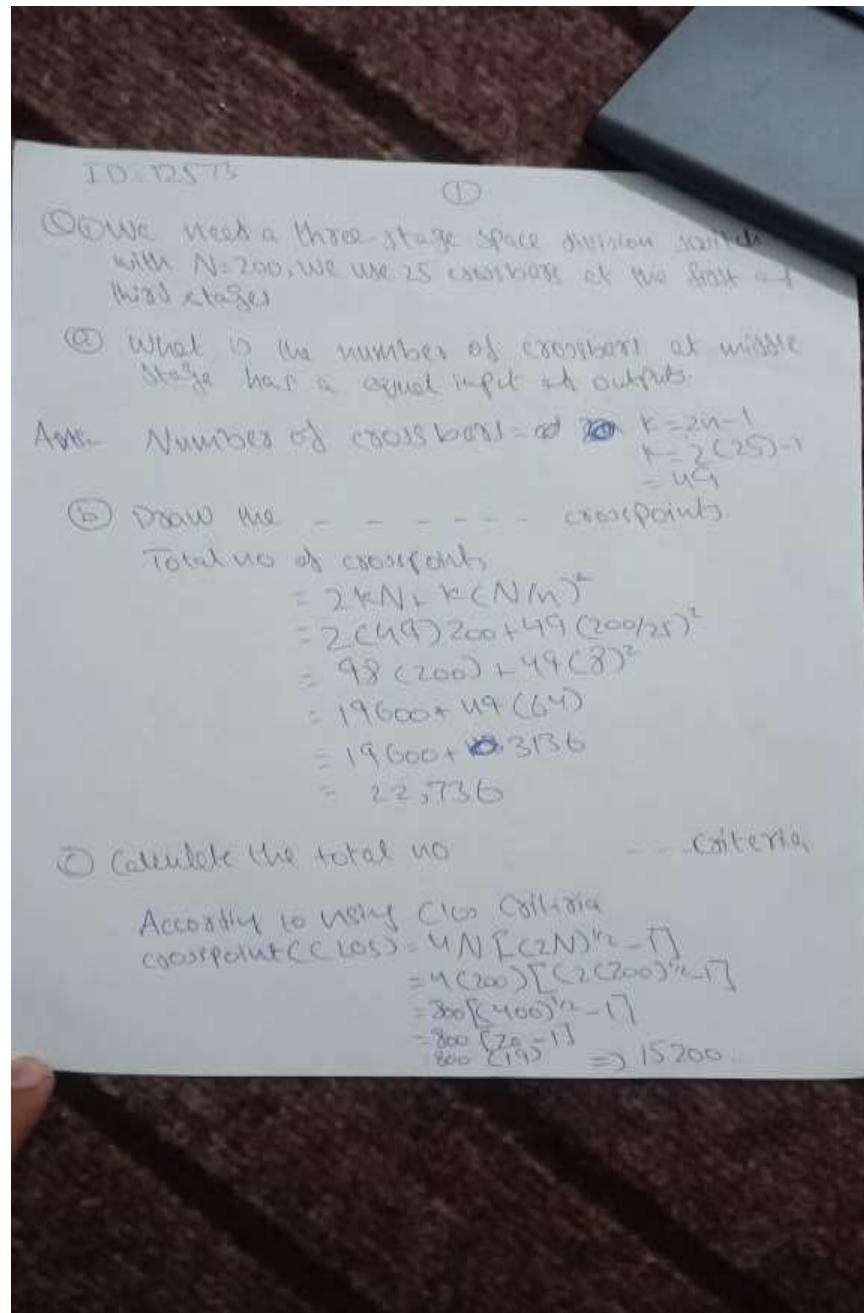 ID-12573
①
Q① We need a three-stage space division switch
with N=200, we use 25 crossbars at the first and
third stages
ⓐ What is the number of crossbars at middle
stage has a equal input outputs.
Ans:- Number of crossbars = k=2n-1
k=2(25)-1
=49
ⓑ Draw the - - - - - - crosspoints.
Total no of crosspoints
= 2kN+ k(N/n)²
= 2(49)200+49(200/25)²
= 98(200)+49(8)²
= 19600+49(64)
= 19600+ 3136
= 22,736
ⓒ Calculate the total no - - - Criteria
According to using Clos Criteria
crosspoint(CLOS) = 4N[(2N)^1/2 - 1]
= 4(200)[(2(200)^1/2-1]
= 800[(400)^1/2-1]
= 800 [20 -1]
800 (19) => 15200.